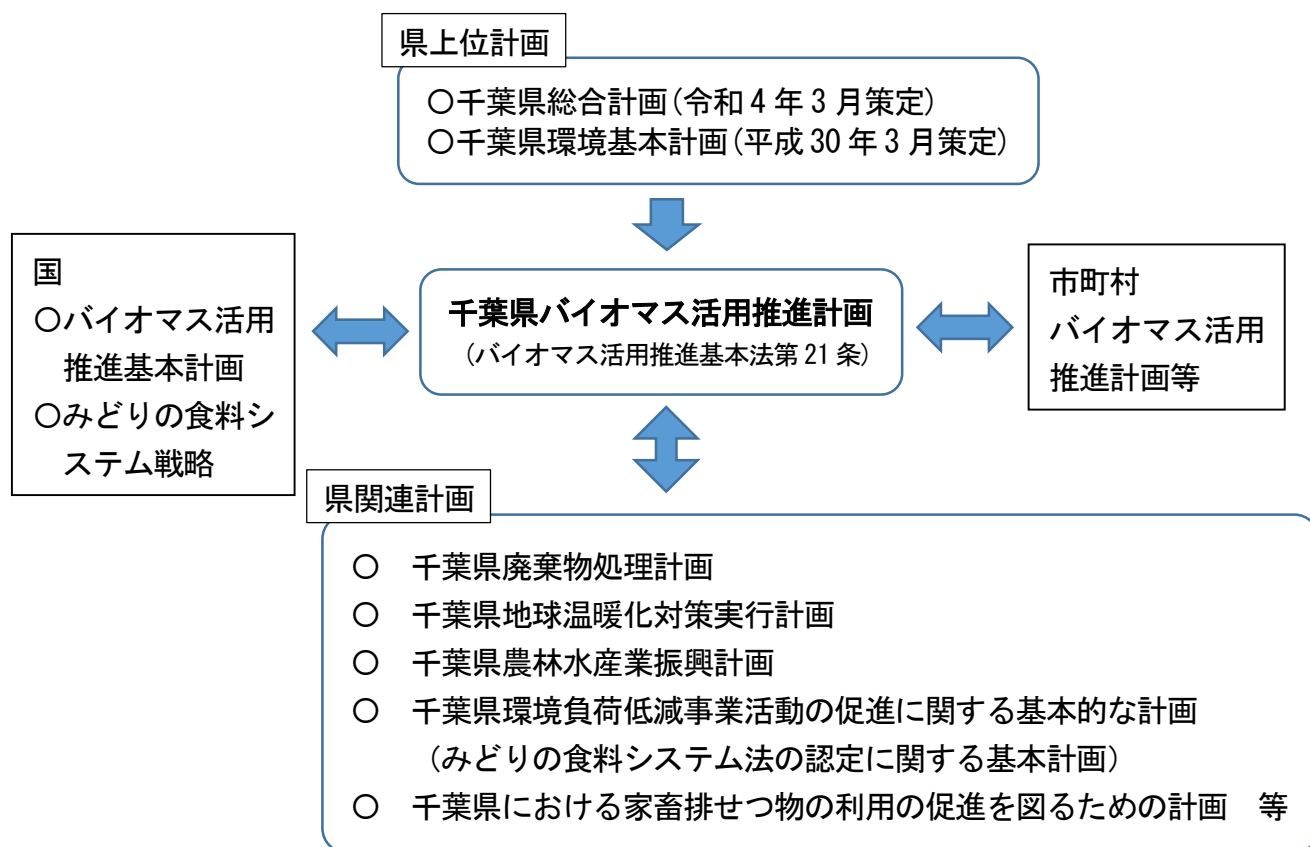 県上位計画
○千葉県総合計画(令和4年3月策定)
○千葉県環境基本計画(平成30年3月策定)
国
○バイオマス活用
推進基本計画
○みどりの食料シ
ステム戦略
千葉県バイオマス活用推進計画
(バイオマス活用推進基本法第21条)
市町村
バイオマス活用
推進計画等
県関連計画
○ 千葉県廃棄物処理計画
○ 千葉県地球温暖化対策実行計画
○ 千葉県農林水産業振興計画
○ 千葉県環境負荷低減事業活動の促進に関する基本的な計画
(みどりの食料システム法の認定に関する基本計画)
○ 千葉県における家畜排せつ物の利用の促進を図るための計画 等